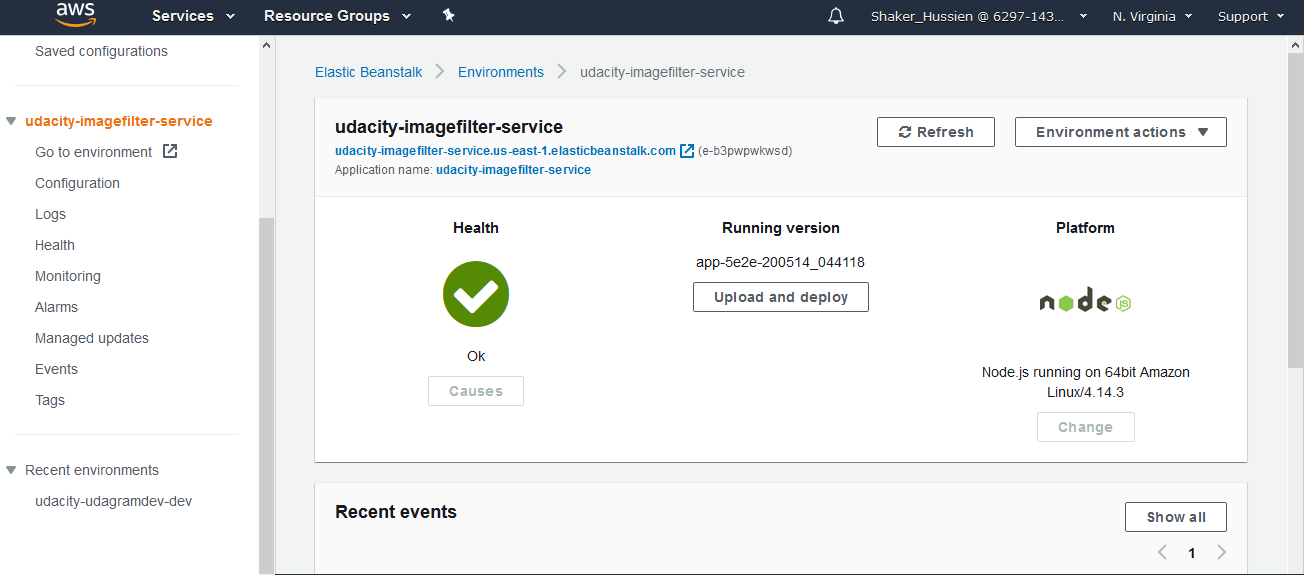 aws
Services
Resource Groups
Shaker_Hussien @ 6297-143...
N. Virginia
Support
Saved configurations
udacity-imagefilter-service
Go to environment
Configuration
Logs
Health
Monitoring
Alarms
Managed updates
Events
Tags
Recent environments
udacity-udagramdev-dev
Elastic Beanstalk
Environments
udacity-imagefilter-service
udacity-imagefilter-service
udacity-imagefilter-service.us-east-1.elasticbeanstalk.com (e-b3pwpwkwsd)
Application name: udacity-imagefilter-service
Refresh
Environment actions
Health
Ok
Causes
Running version
app-5e2e-200514_044118
Upload and deploy
Platform
node JS
Node.js running on 64bit Amazon
Linux/4.14.3
Change
Recent events
Show all
1